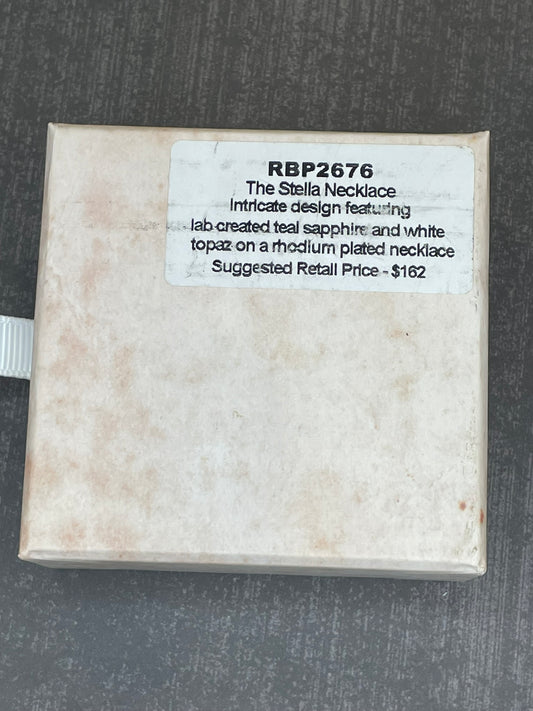 RBP2676
The Stella Necklace
Intricate design featuring
lab created teal sapphire and white
topaz on a rhodium plated necklace
Suggested Retail Price - $162